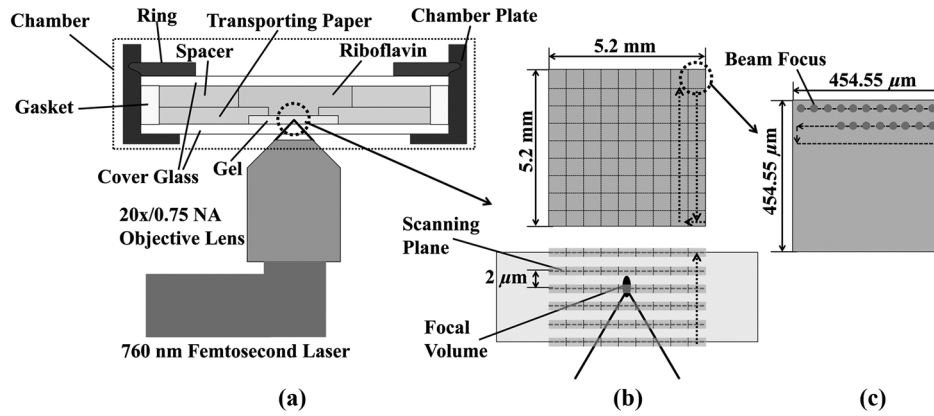 Chamber
Ring
Transporting Paper
Chamber Plate
Spacer
Riboflavin
Gasket
Gel
Cover Glass
20x/0.75 NA
Objective Lens
760 nm Femtosecond Laser
(a)
5.2 mm
5.2 mm
Scanning
Plane
2 μm
Focal
Volume
(b)
Beam Focus
454.55 μm
454.55 μm
(c)